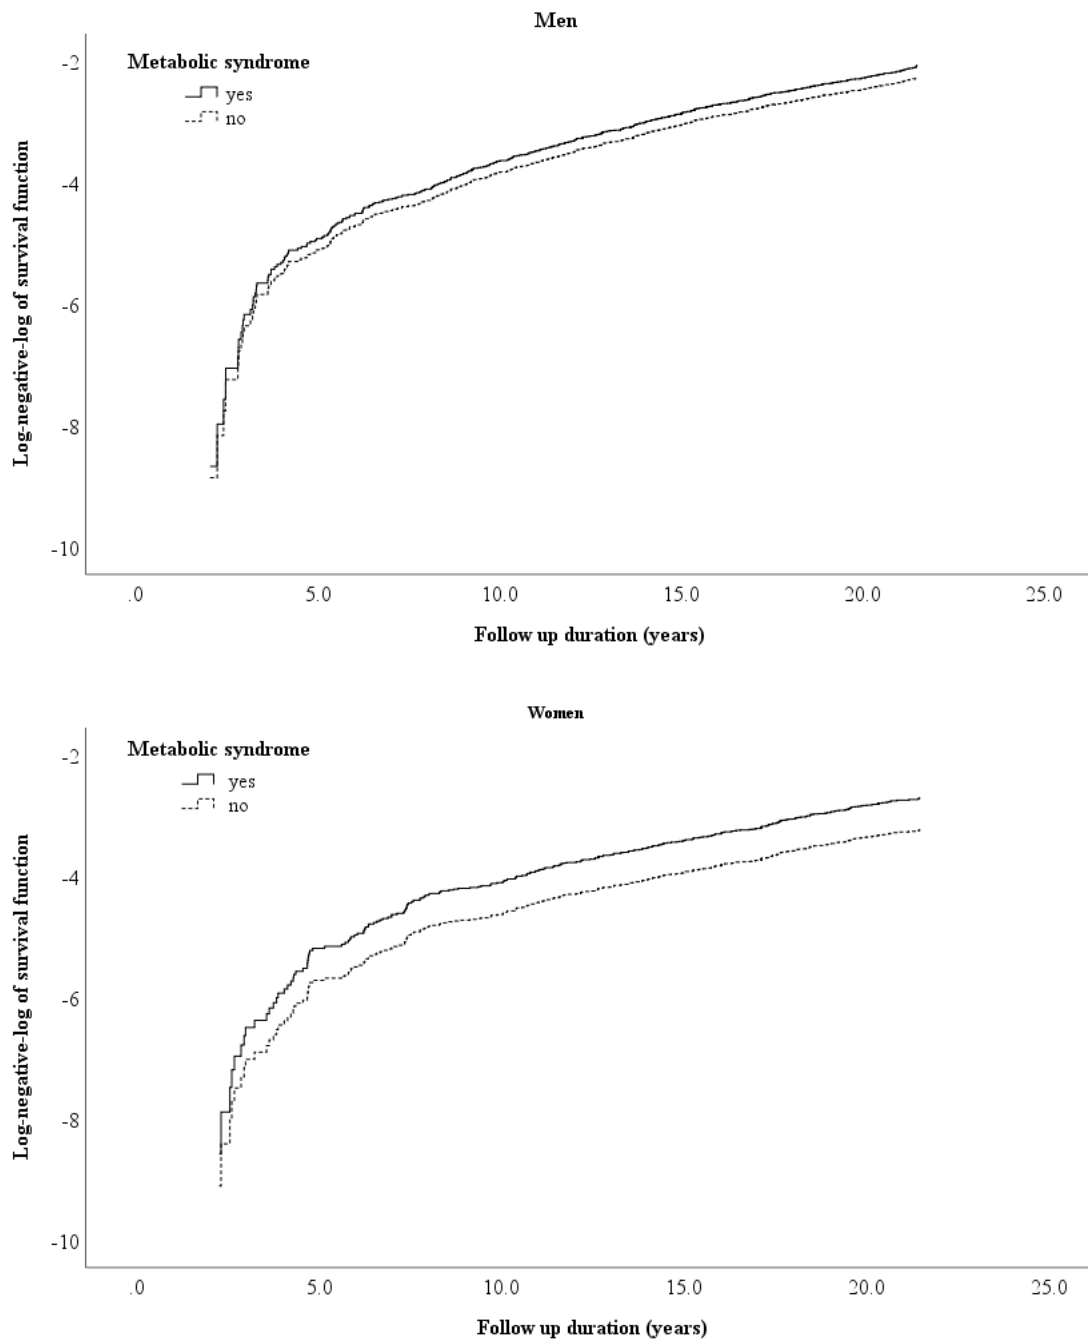 Men
Metabolic syndrome
yes
no
Log-negative-log of survival function
-2
-4
-6
-8
-10
.0 5.0 10.0 15.0 20.0 25.0
Follow up duration (years)
Women
Metabolic syndrome
yes
no
Log-negative-log of survival function
-2
-4
-6
-8
-10
.0 5.0 10.0 15.0 20.0 25.0
Follow up duration (years)